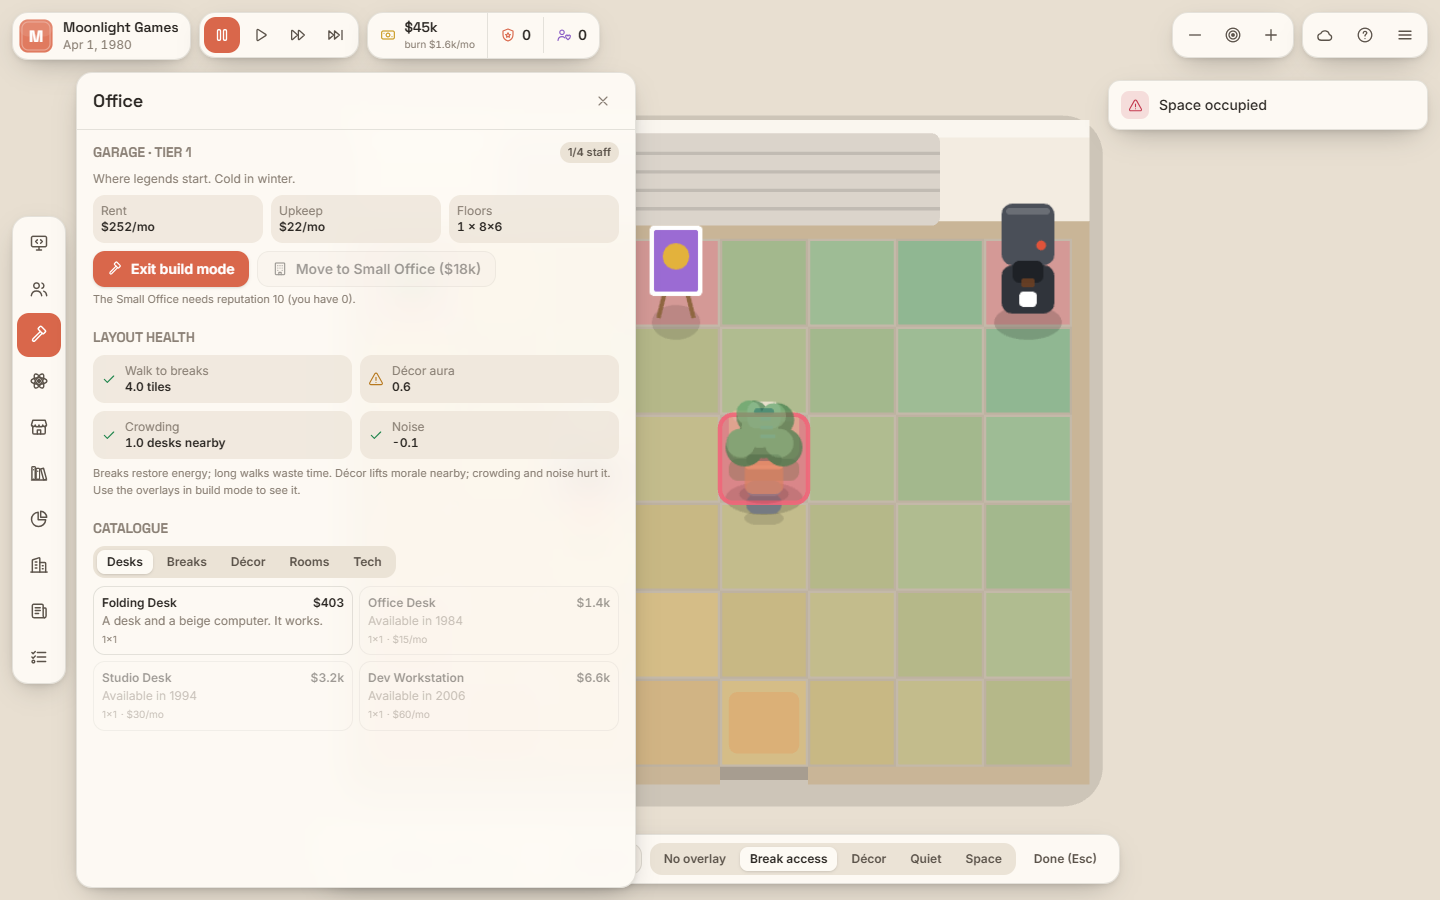 M
Moonlight Games
Apr 1, 1980
$45k
burn $1.6k/mo
0
0
Space occupied
Office
GARAGE · TIER 1
1/4 staff
Where legends start. Cold in winter.
Rent
$252/mo
Upkeep
$22/mo
Floors
1 × 8×6
Exit build mode
Move to Small Office ($18k)
The Small Office needs reputation 10 (you have 0).
LAYOUT HEALTH
Walk to breaks
4.0 tiles
Décor aura
0.6
Crowding
1.0 desks nearby
Noise
-0.1
Breaks restore energy; long walks waste time. Décor lifts morale nearby; crowding and noise hurt it.
Use the overlays in build mode to see it.
CATALOGUE
Desks
Breaks
Décor
Rooms
Tech
Folding Desk
$403
A desk and a beige computer. It works.
1×1
Office Desk
$1.4k
Available in 1984
1×1 · $15/mo
Studio Desk
$3.2k
Available in 1994
1×1 · $30/mo
Dev Workstation
$6.6k
Available in 2006
1×1 · $60/mo
No overlay
Break access
Décor
Quiet
Space
Done (Esc)